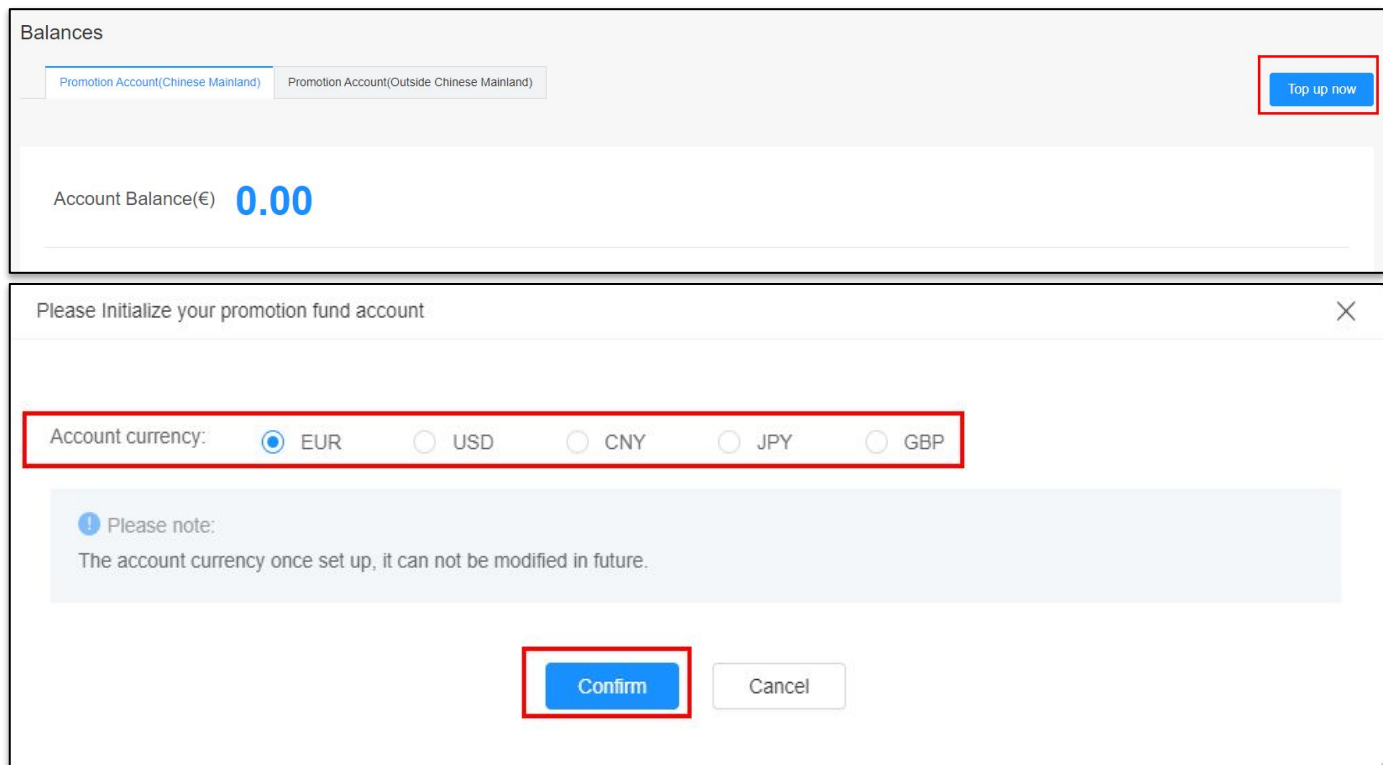 Balances
Promotion Account(Chinese Mainland) Promotion Account(Outside Chinese Mainland)
Top up now
Account Balance(€) 0.00
Please Initialize your promotion fund account
Account currency: EUR USD CNY JPY GBP
Please note:
The account currency once set up, it can not be modified in future.
Confirm Cancel